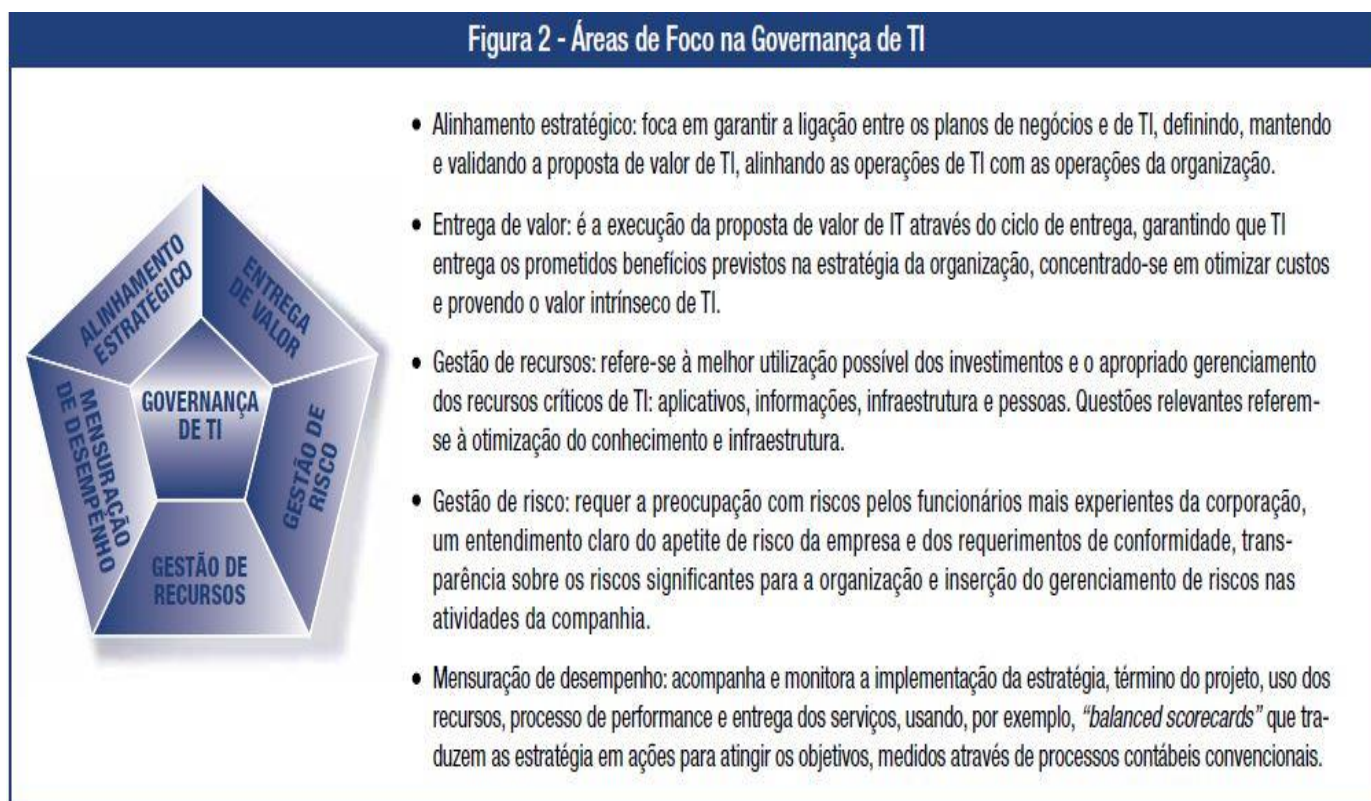 Figura 2 - Áreas de Foco na Governança de TI
ALINHAMENTO
ESTRATÉGICO
ENTREGA
DE VALOR
MENSURAÇÃO
DE DESEMPENHO
GOVERNANÇA
DE TI
GESTÃO DE
RISCO
GESTÃO DE
RECURSOS
• Alinhamento estratégico: foca em garantir a ligação entre os planos de negócios e de TI, definindo, mantendo
e validando a proposta de valor de TI, alinhando as operações de TI com as operações da organização.
• Entrega de valor: é a execução da proposta de valor de IT através do ciclo de entrega, garantindo que TI
entrega os prometidos benefícios previstos na estratégia da organização, concentrado-se em otimizar custos
e provendo o valor intrínseco de TI.
• Gestão de recursos: refere-se à melhor utilização possível dos investimentos e o apropriado gerenciamento
dos recursos críticos de TI: aplicativos, informações, infraestrutura e pessoas. Questões relevantes referem-
se à otimização do conhecimento e infraestrutura.
• Gestão de risco: requer a preocupação com riscos pelos funcionários mais experientes da corporação,
um entendimento claro do apetite de risco da empresa e dos requerimentos de conformidade, trans-
parência sobre os riscos significantes para a organização e inserção do gerenciamento de riscos nas
atividades da companhia.
• Mensuração de desempenho: acompanha e monitora a implementação da estratégia, término do projeto, uso dos
recursos, processo de performance e entrega dos serviços, usando, por exemplo, “balanced scorecards” que tra-
duzem as estratégia em ações para atingir os objetivos, medidos através de processos contábeis convencionais.